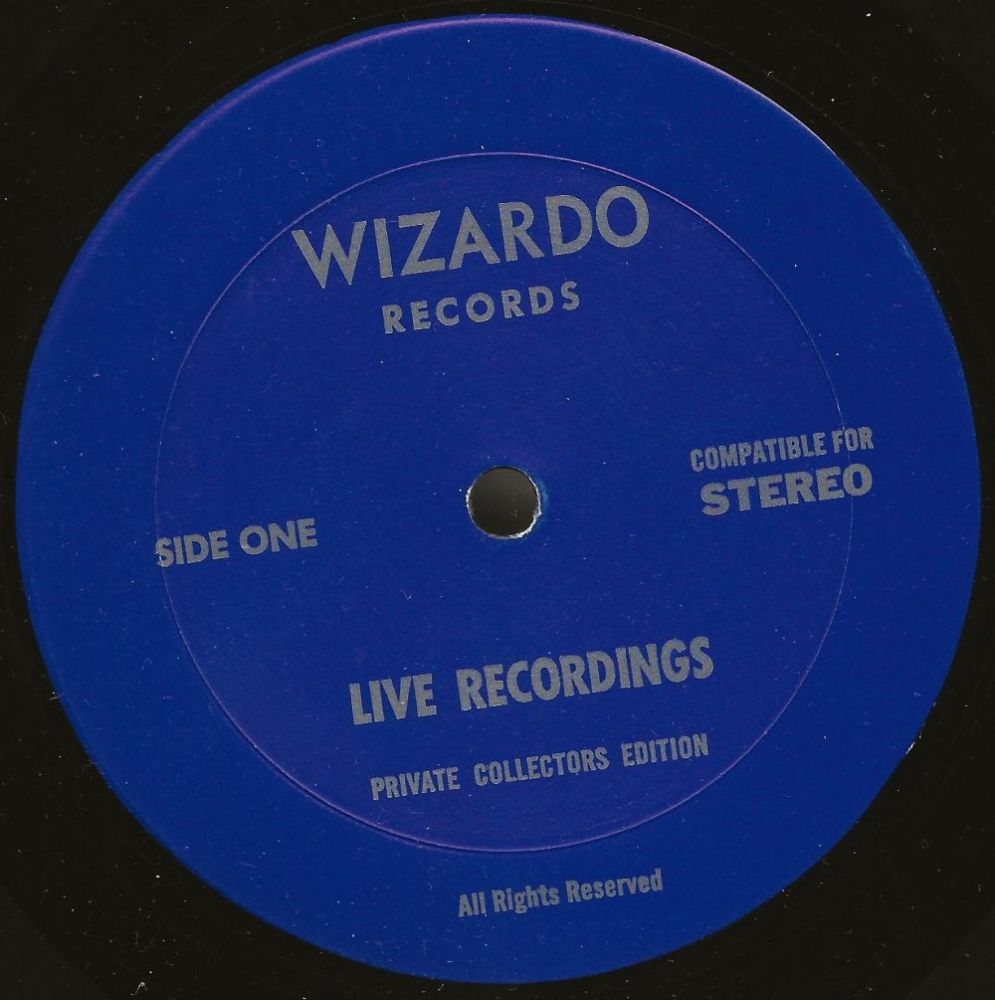 WIZARDO
RECORDS
COMPATIBLE FOR
STEREO
SIDE ONE
LIVE RECORDINGS
PRIVATE COLLECTORS EDITION
All Rights Reserved